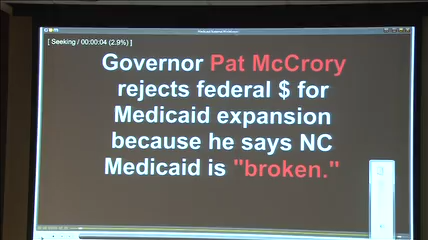 [ Seeking / 00:00:04 (2.9%) ]
Governor Pat McCrory
rejects federal $ for
Medicaid expansion
because he says NC
Medicaid is "broken."